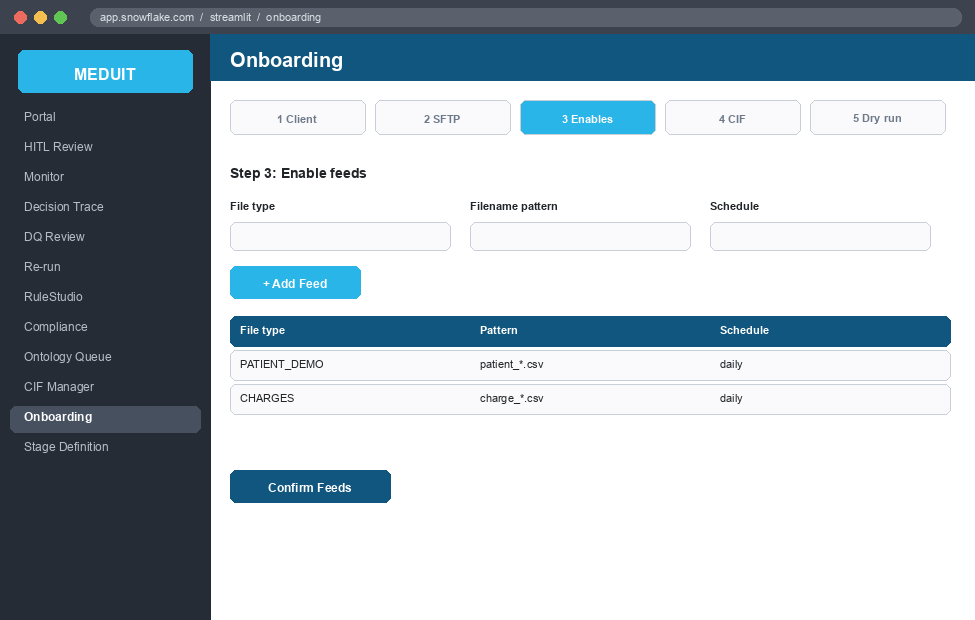 app.snowflake.com / streamlit / onboarding
MEDUIT
Portal
HITL Review
Monitor
Decision Trace
DQ Review
Re-run
RuleStudio
Compliance
Ontology Queue
CIF Manager
Onboarding
Stage Definition
Onboarding
1 Client
2 SFTP
3 Enables
4 CIF
5 Dry run
Step 3: Enable feeds
File type
Filename pattern
Schedule
+ Add Feed
File type Pattern Schedule
PATIENT_DEMO patient_*.csv daily
CHARGES charge_*.csv daily
Confirm Feeds